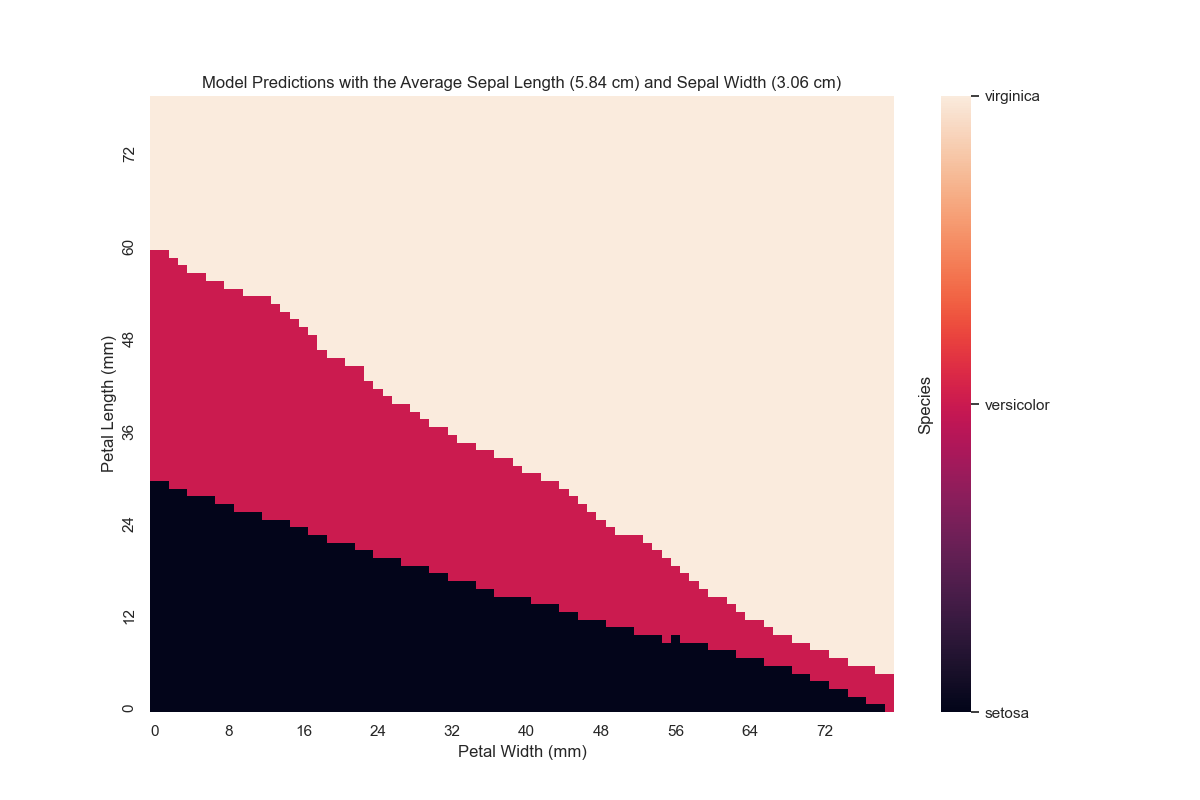 Model Predictions with the Average Sepal Length (5.84 cm) and Sepal Width (3.06 cm)
72
60
48
36
24
12
0
Petal Length (mm)
0 8 16 24 32 40 48 56 64 72
Petal Width (mm)
virginica
versicolor
setosa
Species